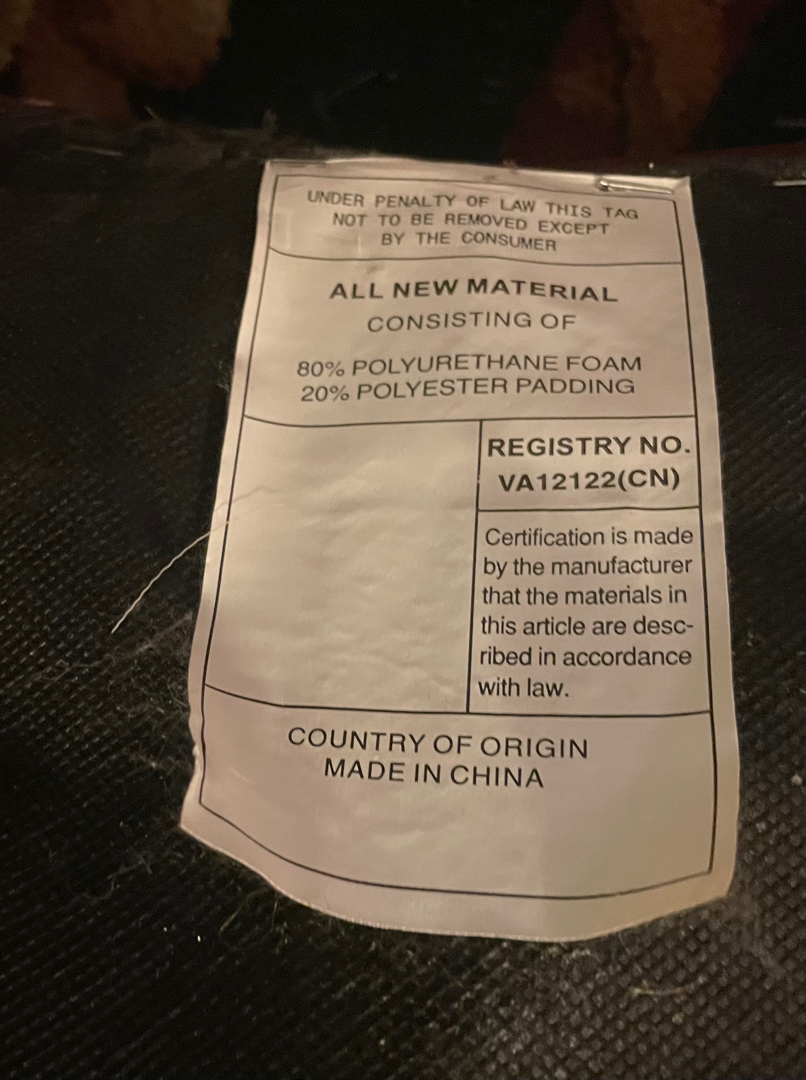 UNDER PENALTY OF LAW THIS TAG
NOT TO BE REMOVED EXCEPT
BY THE CONSUMER
ALL NEW MATERIAL
CONSISTING OF
80% POLYURETHANE FOAM
20% POLYESTER PADDING
REGISTRY NO.
VA12122(CN)
Certification is made
by the manufacturer
that the materials in
this article are desc-
ribed in accordance
with law.
COUNTRY OF ORIGIN
MADE IN CHINA